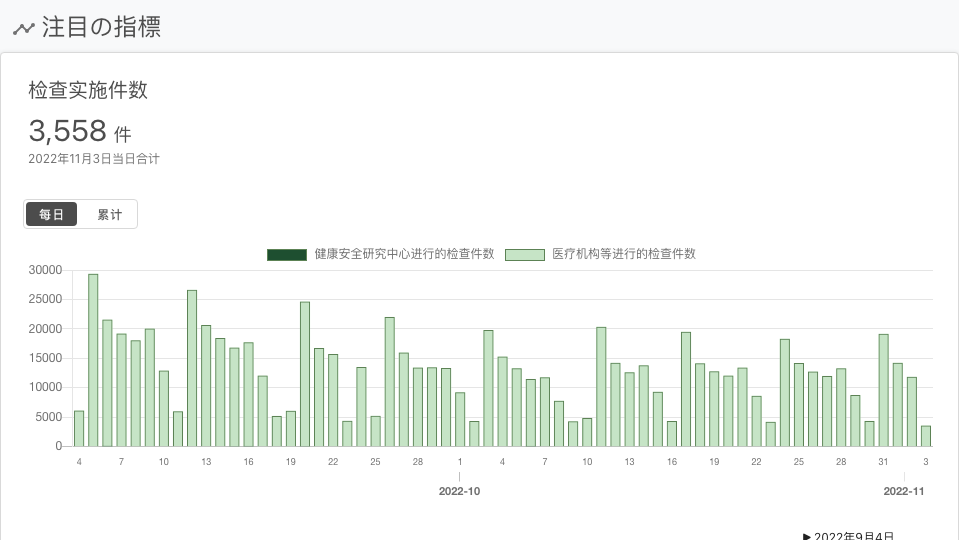 注目の指標
检查实施件数
3,558 件
2022年11月3日当日合计
每日 累计
健康安全研究中心进行的检查件数 医疗机构等进行的检查件数
30000
25000
20000
15000
10000
5000
0
4 7 10 13 16 19 22 25 28 1 4 7 10 13 16 19 22 25 28 31 3
2022-10 2022-11
▶ 2022年9月4日